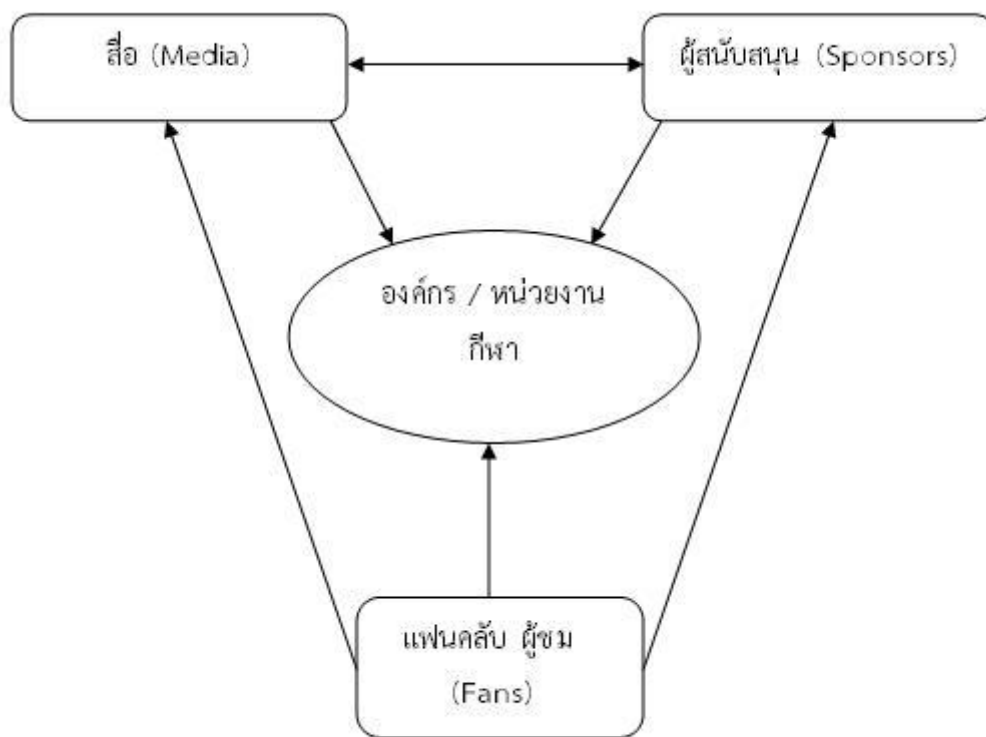 สื่อ (Media)
ผู้สนับสนุน (Sponsors)
องค์กร / หน่วยงาน
กีฬา
แฟนคลับ ผู้ชม
(Fans)